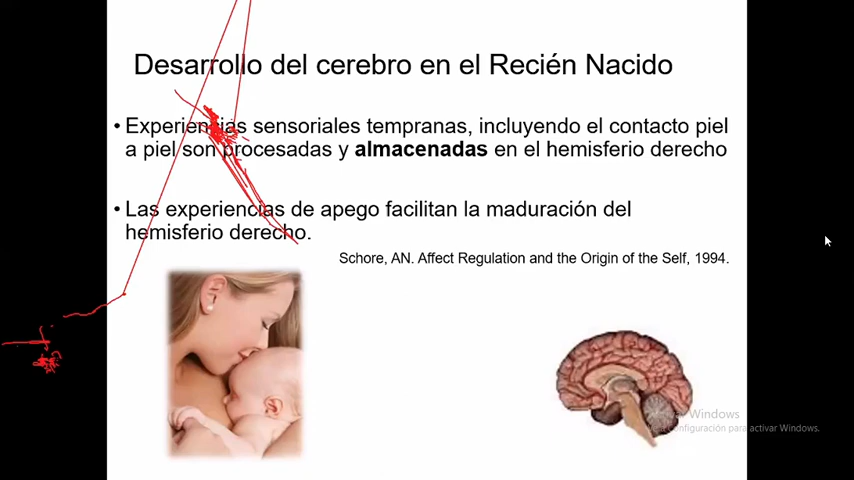 Desarrollo del cerebro en el Recién Nacido
• Experiencias sensoriales tempranas, incluyendo el contacto piel
a piel son procesadas y almacenadas en el hemisferio derecho
• Las experiencias de apego facilitan la maduración del
hemisferio derecho.
Schore, AN. Affect Regulation and the Origin of the Self, 1994.
Windows
Configuración para activar Windows.